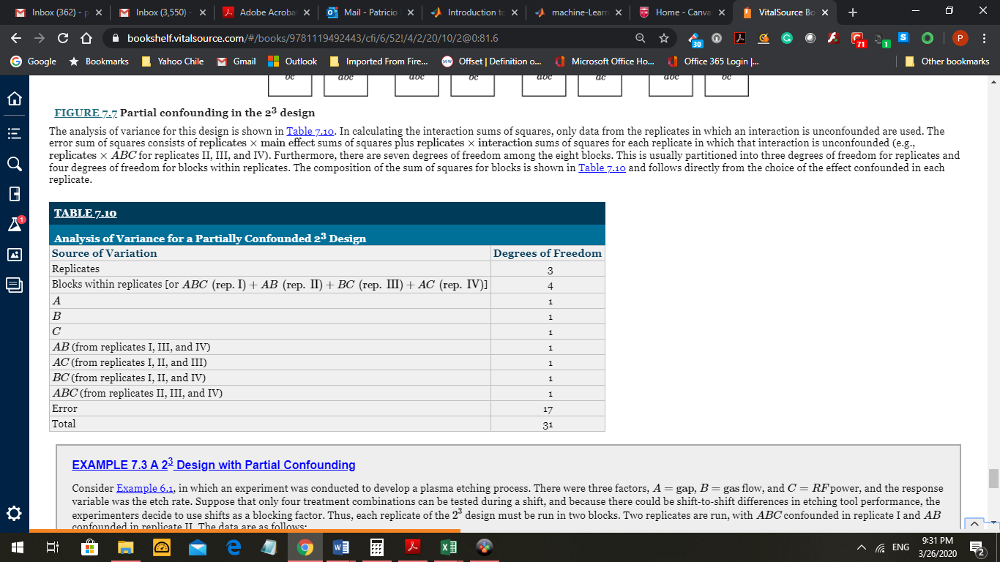 Inbox (362) - p
Inbox (3,550) -
Adobe Acroba
Mail - Patricio
Introduction to
machine-Learn
Home - Canva
VitalSource Bo
bookshelf.vitalsource.com/#/books/9781119492443/cfi/6/52!/4/2/20/10/2@0:81.6
30
71
1
S
P
Google
Bookmarks
Yahoo Chile
Gmail
Outlook
Imported From Fire...
Offset | Definition o...
Microsoft Office Ho...
Office 365 Login |...
Other bookmarks
bc abc abc bc abc ac abc bc
FIGURE 7.7 Partial confounding in the 2³ design
The analysis of variance for this design is shown in Table 7.10. In calculating the interaction sums of squares, only data from the replicates in which an interaction is unconfounded are used. The
error sum of squares consists of replicates × main effect sums of squares plus replicates × interaction sums of squares for each replicate in which that interaction is unconfounded (e.g.,
replicates × ABC for replicates II, III, and IV). Furthermore, there are seven degrees of freedom among the eight blocks. This is usually partitioned into three degrees of freedom for replicates and
four degrees of freedom for blocks within replicates. The composition of the sum of squares for blocks is shown in Table 7.10 and follows directly from the choice of the effect confounded in each
replicate.
1
TABLE 7.10
Analysis of Variance for a Partially Confounded 2³ Design
Source of Variation Degrees of Freedom
Replicates 3
Blocks within replicates [or ABC (rep. I) + AB (rep. II) + BC (rep. III) + AC (rep. IV)] 4
A 1
B 1
C 1
AB (from replicates I, III, and IV) 1
AC (from replicates I, II, and III) 1
BC (from replicates I, II, and IV) 1
ABC (from replicates II, III, and IV) 1
Error 17
Total 31
EXAMPLE 7.3 A 2³ Design with Partial Confounding
Consider Example 6.1, in which an experiment was conducted to develop a plasma etching process. There were three factors, A = gap, B = gas flow, and C = RF power, and the response
variable was the etch rate. Suppose that only four treatment combinations can be tested during a shift, and because there could be shift-to-shift differences in etching tool performance, the
experimenters decide to use shifts as a blocking factor. Thus, each replicate of the 2³ design must be run in two blocks. Two replicates are run, with ABC confounded in replicate I and AB
confounded in replicate II. The data are as follows:
ENG
9:31 PM
3/26/2020
2